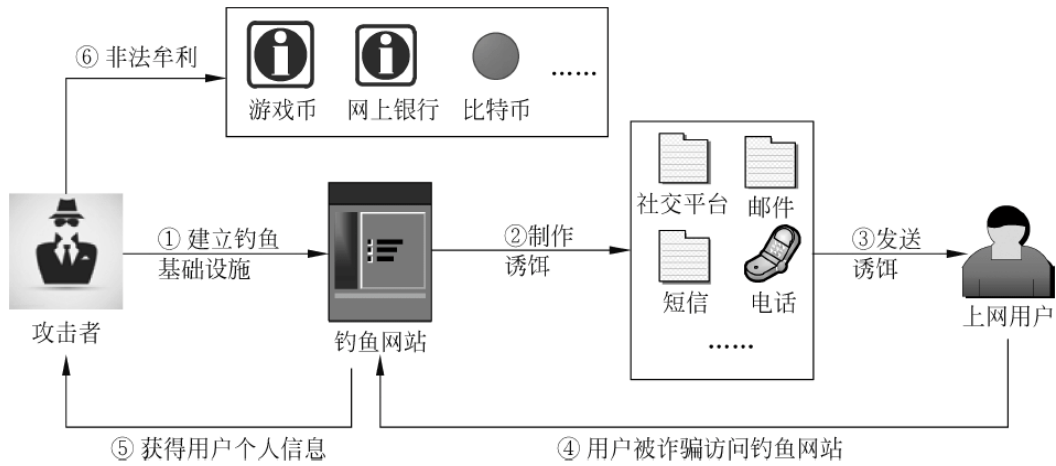 ⑥ 非法牟利
游戏币
网上银行
比特币
……
社交平台
邮件
① 建立钓鱼
基础设施
②制作
诱饵
③发送
诱饵
短信
电话
攻击者
钓鱼网站
上网用户
……
⑤ 获得用户个人信息
④ 用户被诈骗访问钓鱼网站